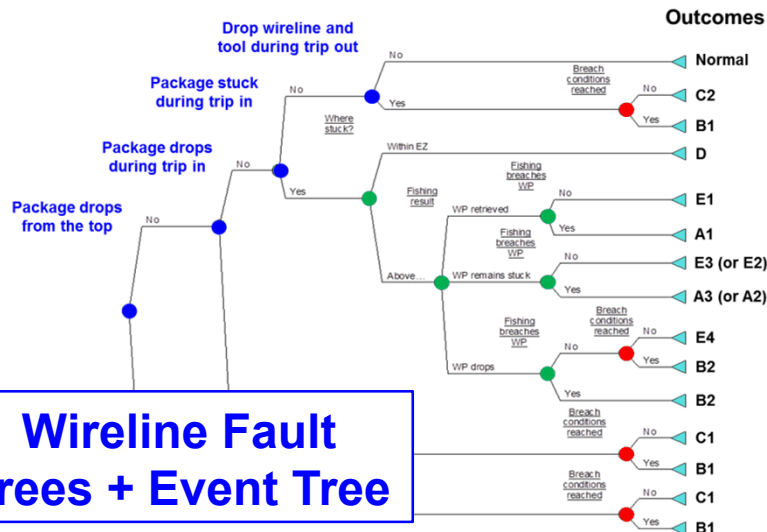 Outcomes
Drop wireline and
tool during trip out
No
Normal
Package stuck
during trip in
No
Yes
Breach
conditions
reached
No
C2
Yes
B1
Where
stuck?
Within EZ
D
Package drops
during trip in
No
Yes
Fishing
result
Fishing
breaches
WP
WP retrieved
No
E1
Yes
A1
Package drops
from the top
No
Above...
Fishing
breaches
WP
WP remains stuck
No
E3 (or E2)
Yes
A3 (or A2)
Fishing
breaches
WP
WP drops
No
Breach
conditions
reached
No
E4
Yes
B2
Yes
B2
Breach
conditions
reached
No
C1
Yes
B1
Breach
conditions
reached
No
C1
Yes
B1
Wireline Fault
rees + Event Tree